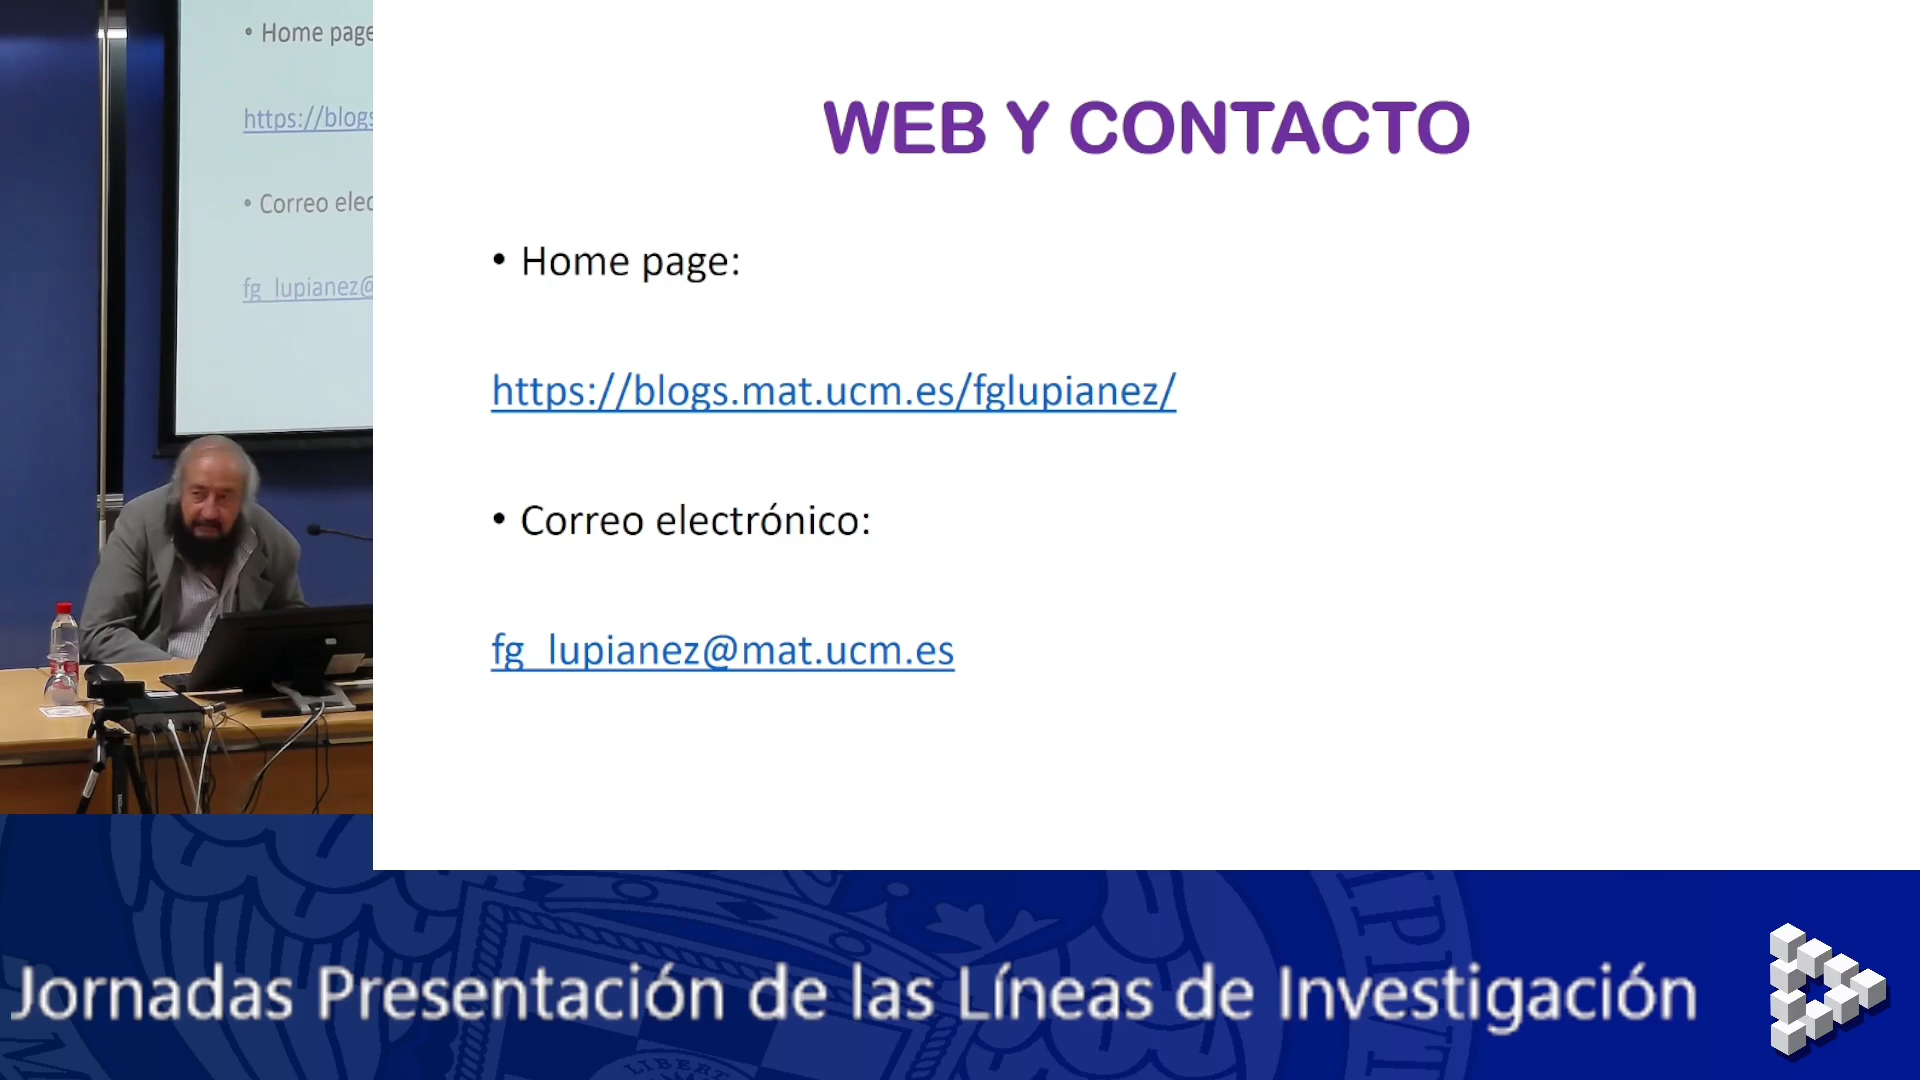 • Home page
https://blogs
• Correo elec
fg_lupianez@
WEB Y CONTACTO
• Home page:
https://blogs.mat.ucm.es/fglupianez/
• Correo electrónico:
fg_lupianez@mat.ucm.es
Jornadas Presentación de las Líneas de Investigación
LIBERT